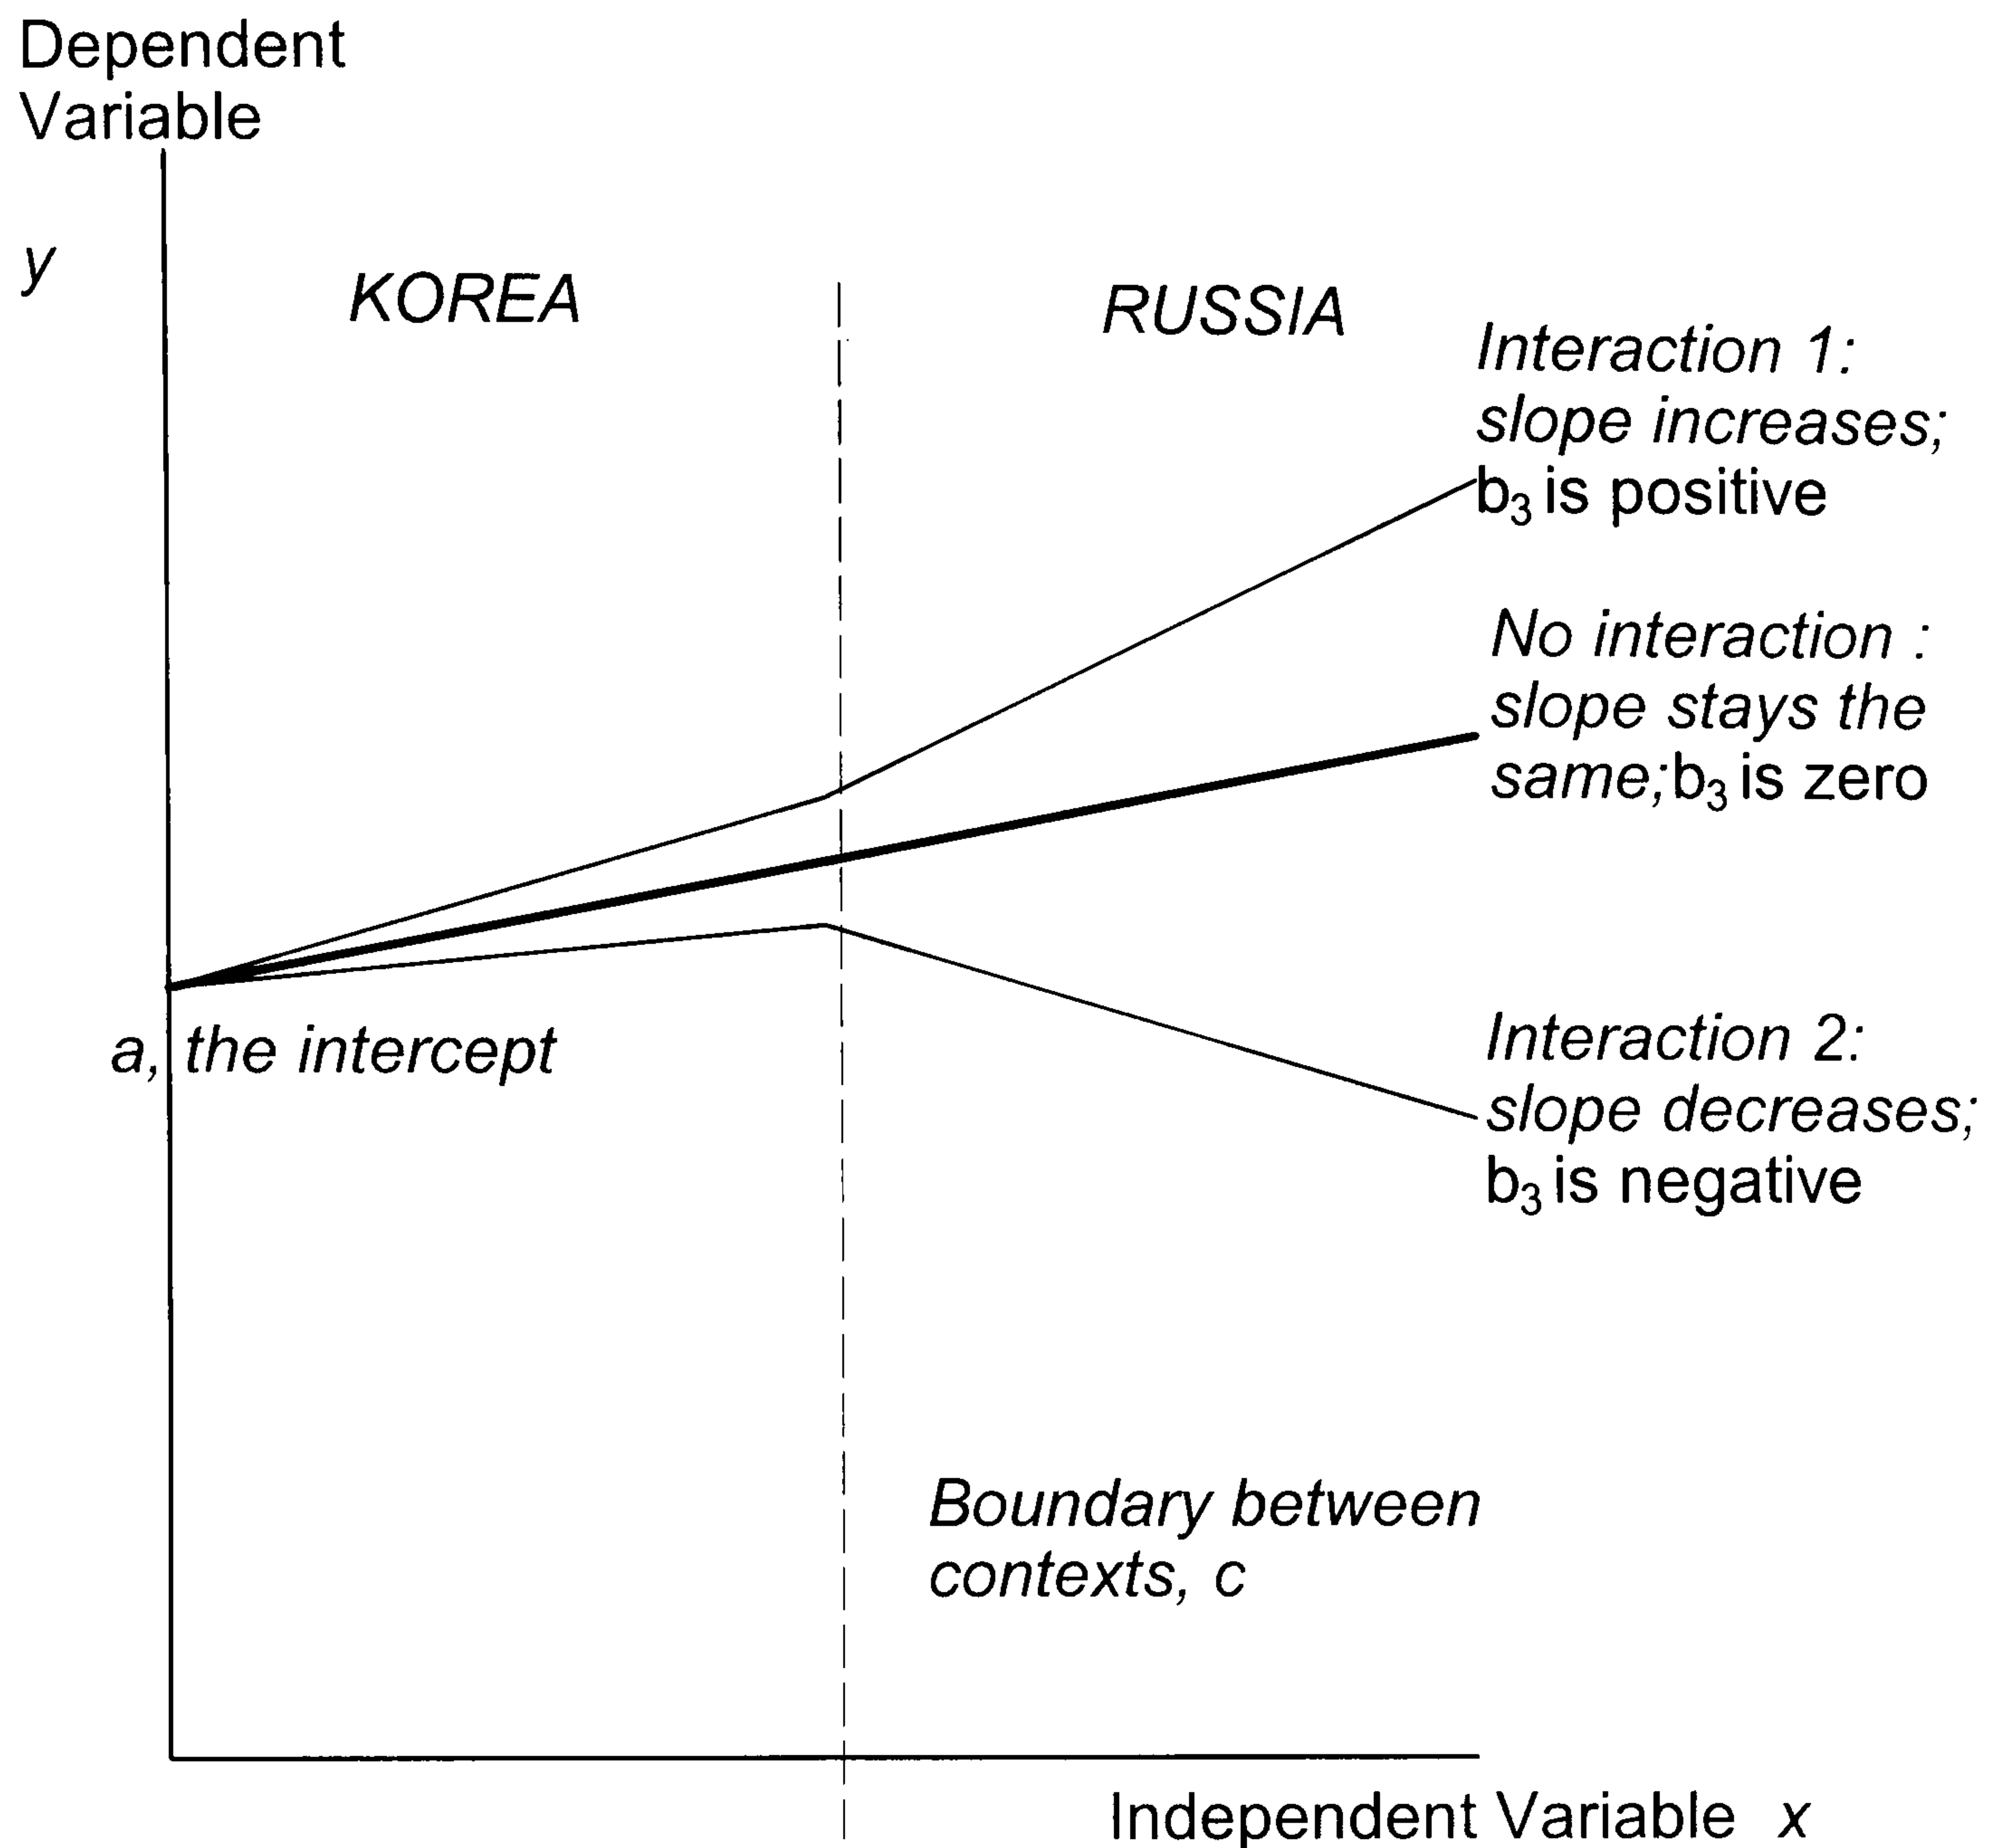 Dependent
Variable
y
KOREA
RUSSIA
Interaction 1:
slope increases;
b₃ is positive
No interaction :
slope stays the
same;b₃ is zero
a, the intercept
Interaction 2:
slope decreases;
b₃ is negative
Boundary between
contexts, c
Independent Variable x